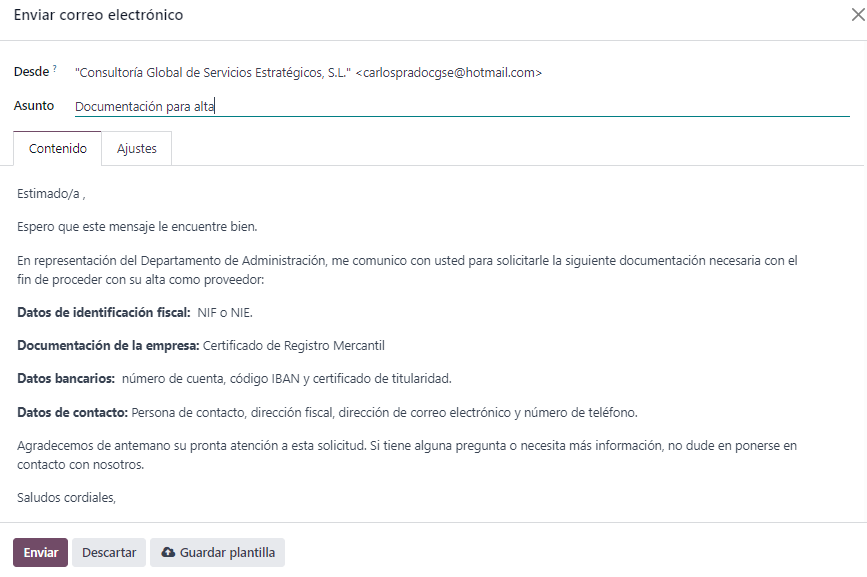 Enviar correo electrónico
Desde ? "Consultoría Global de Servicios Estratégicos, S.L." <carlospradocgse@hotmail.com>
Asunto Documentación para alta
Contenido Ajustes
Estimado/a ,
Espero que este mensaje le encuentre bien.
En representación del Departamento de Administración, me comunico con usted para solicitarle la siguiente documentación necesaria con el
fin de proceder con su alta como proveedor:
Datos de identificación fiscal: NIF o NIE.
Documentación de la empresa: Certificado de Registro Mercantil
Datos bancarios: número de cuenta, código IBAN y certificado de titularidad.
Datos de contacto: Persona de contacto, dirección fiscal, dirección de correo electrónico y número de teléfono.
Agradecemos de antemano su pronta atención a esta solicitud. Si tiene alguna pregunta o necesita más información, no dude en ponerse en
contacto con nosotros.
Saludos cordiales,
Enviar Descartar Guardar plantilla